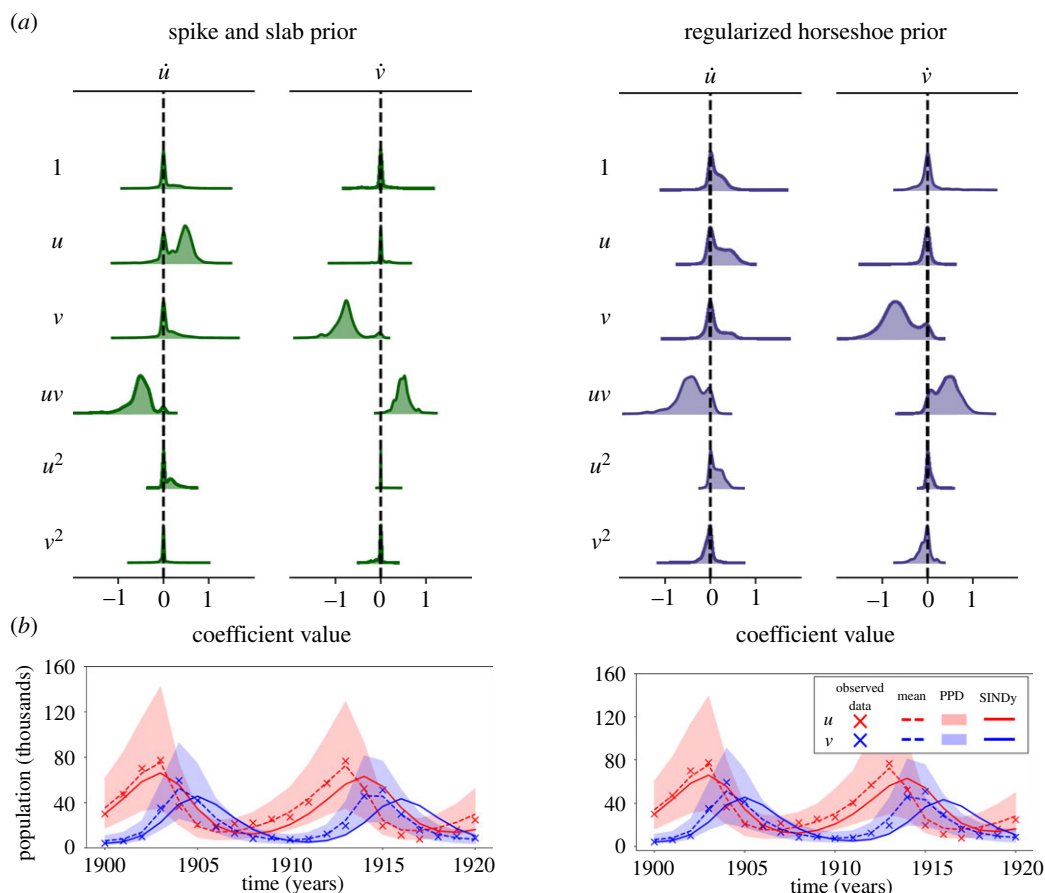 (a)
spike and slab prior
regularized horseshoe prior
u̇ v̇ u̇ v̇
1 1
u u
v v
uv uv
u² u²
v² v²
−1 0 1 −1 0 1 −1 0 1 −1 0 1
coefficient value coefficient value
(b)
population (thousands)
160
120
80
40
0
1900 1905 1910 1915 1920
time (years)
160
120
80
40
0
1900 1905 1910 1915 1920
time (years)
observed data mean PPD SINDy
u
v